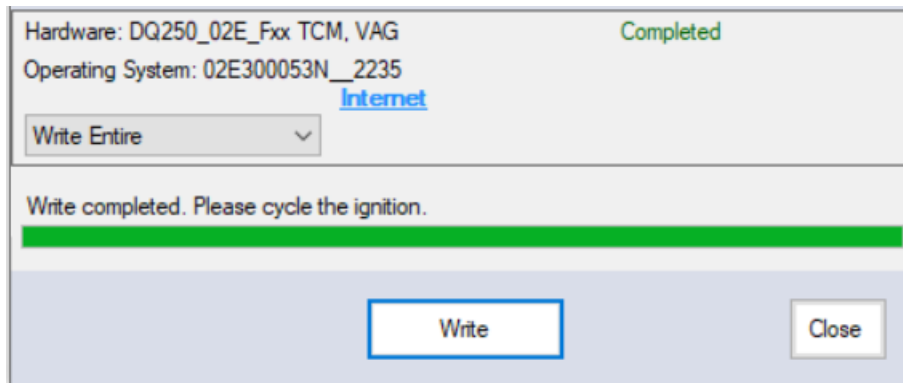 Hardware: DQ250_02E_Fxx TCM, VAG Completed
Operating System: 02E300053N__2235
Internet
Write Entire
Write completed. Please cycle the ignition.
Write Close